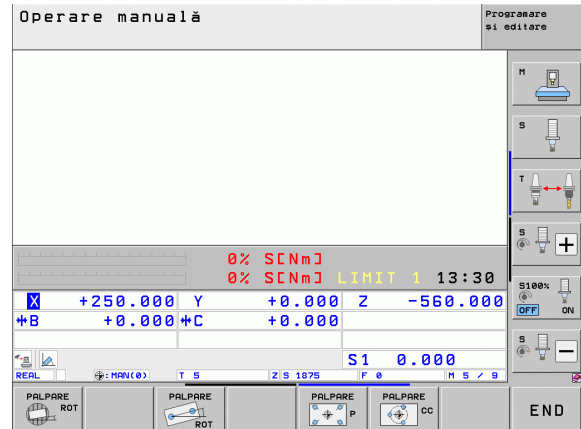 Operare manuală
Programare
și editare
M
S
T
0% S[Nm]
0% S[Nm] LIMIT 1 13:30
S
S100%
OFF ON
S
X +250.000 Y +0.000 Z -560.000
B +0.000 C +0.000
S1 0.000
REAL : MAN(0) T 5 Z S 1875 F 0 M 5 / 9
PALPARE
ROT
PALPARE
ROT
PALPARE
P
PALPARE
CC
END